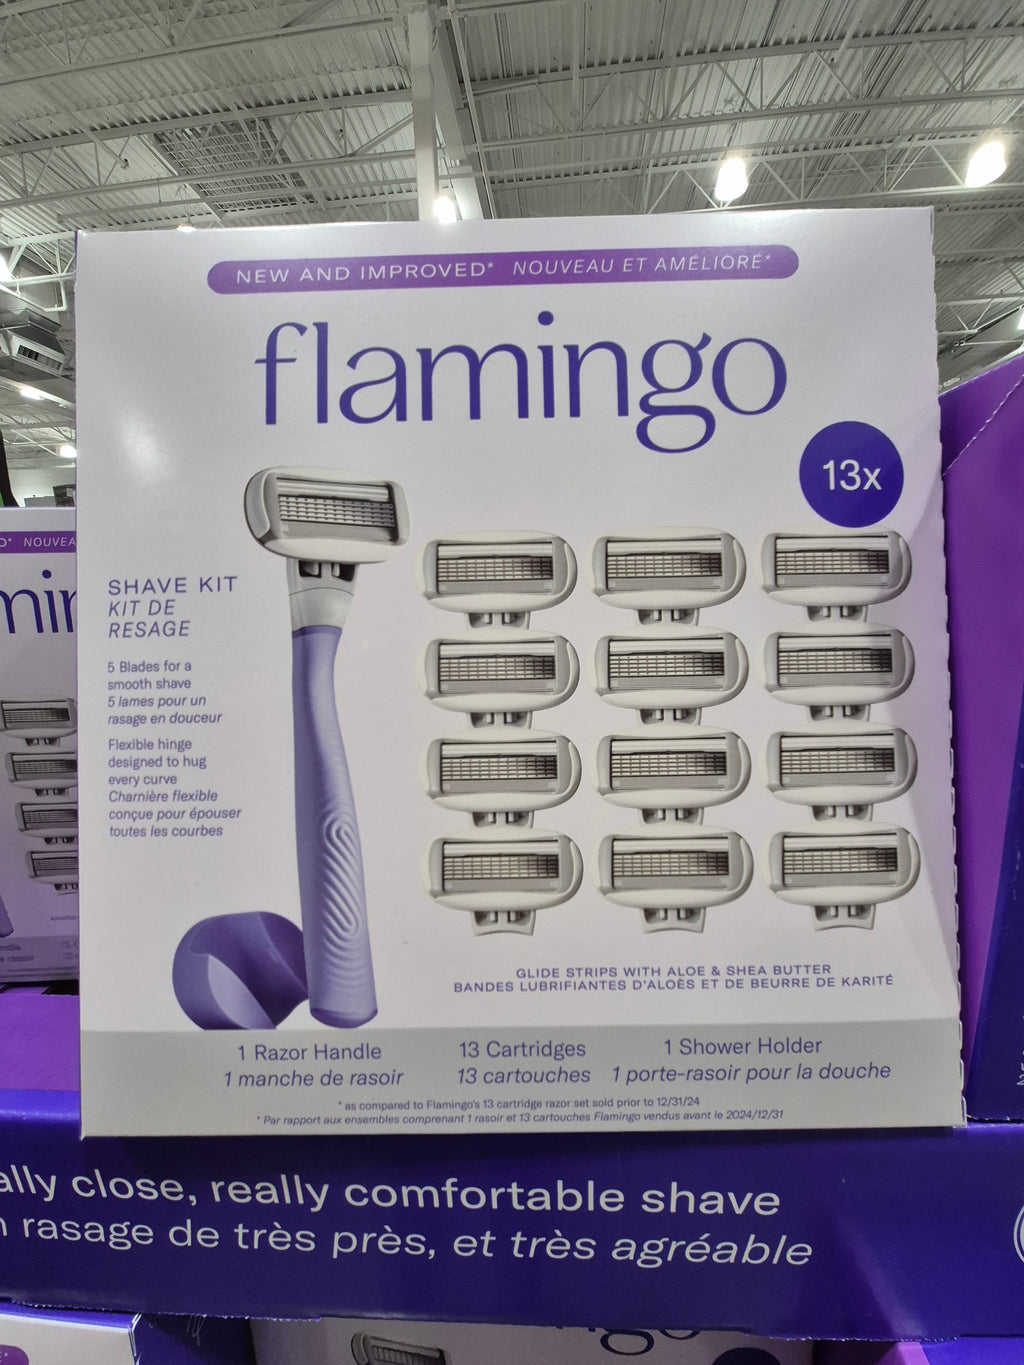 NEW AND IMPROVED* NOUVEAU ET AMÉLIORÉ*
flamingo
13x
SHAVE KIT
KIT DE
RESAGE
5 Blades for a
smooth shave
5 lames pour un
rasage en douceur
Flexible hinge
designed to hug
every curve
Charnière flexible
conçue pour épouser
toutes les courbes
GLIDE STRIPS WITH ALOE & SHEA BUTTER
BANDES LUBRIFIANTES D'ALOÈS ET DE BEURRE DE KARITÉ
1 Razor Handle
1 manche de rasoir
13 Cartridges
13 cartouches
1 Shower Holder
1 porte-rasoir pour la douche
* as compared to Flamingo's 13 cartridge razor set sold prior to 12/31/24
* Par rapport aux ensembles comprenant 1 rasoir et 13 cartouches Flamingo vendus avant le 2024/12/31
close, really comfortable shave
rasage de très près, et très agréable